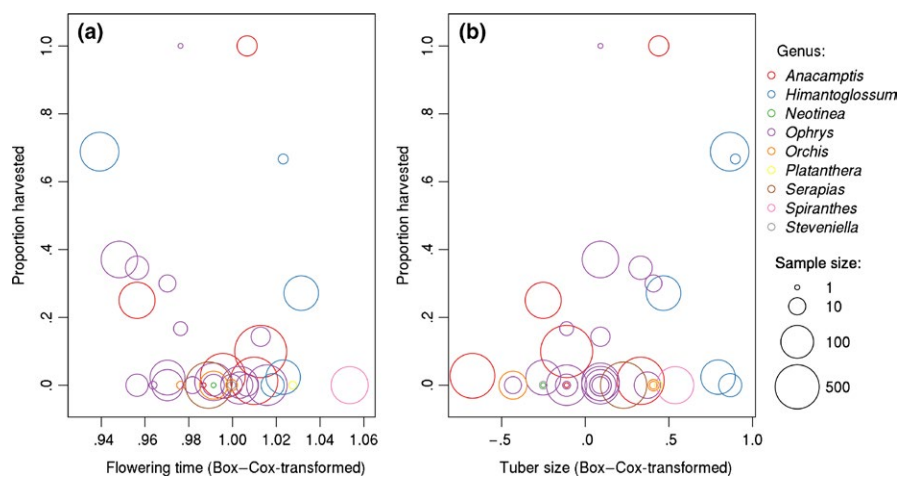 (a)
Proportion harvested
1.0
.8
.6
.4
.2
.0
.94 .96 .98 1.00 1.02 1.04 1.06
Flowering time (Box–Cox-transformed)
(b)
Proportion harvested
1.0
.8
.6
.4
.2
.0
–.5 .0 .5 1.0
Tuber size (Box–Cox-transformed)
Genus:
Anacamptis
Himantoglossum
Neotinea
Ophrys
Orchis
Platanthera
Serapias
Spiranthes
Steveniella
Sample size:
1
10
100
500